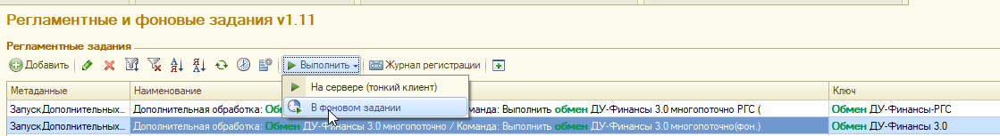 Регламентные и фоновые задания v1.11
Регламентные задания
Добавить Выполнить Журнал регистрации
На сервере (тонкий клиент)
В фоновом задании
Метаданные Наименование Ключ
ЗапускДополнительных... Дополнительная обработка: Об манда: Выполнить обмен ДУ-Финансы 3.0 многопоточно РГС ( Обмен ДУ-Финансы-РГС
ЗапускДополнительных... Дополнительная обработка: Обмен ДУ-Финансы 3.0 многопоточно / Команда: Выполнить обмен ДУ-Финансы 3.0 многопоточно(фон.) Обмен ДУ-Финансы 3.0